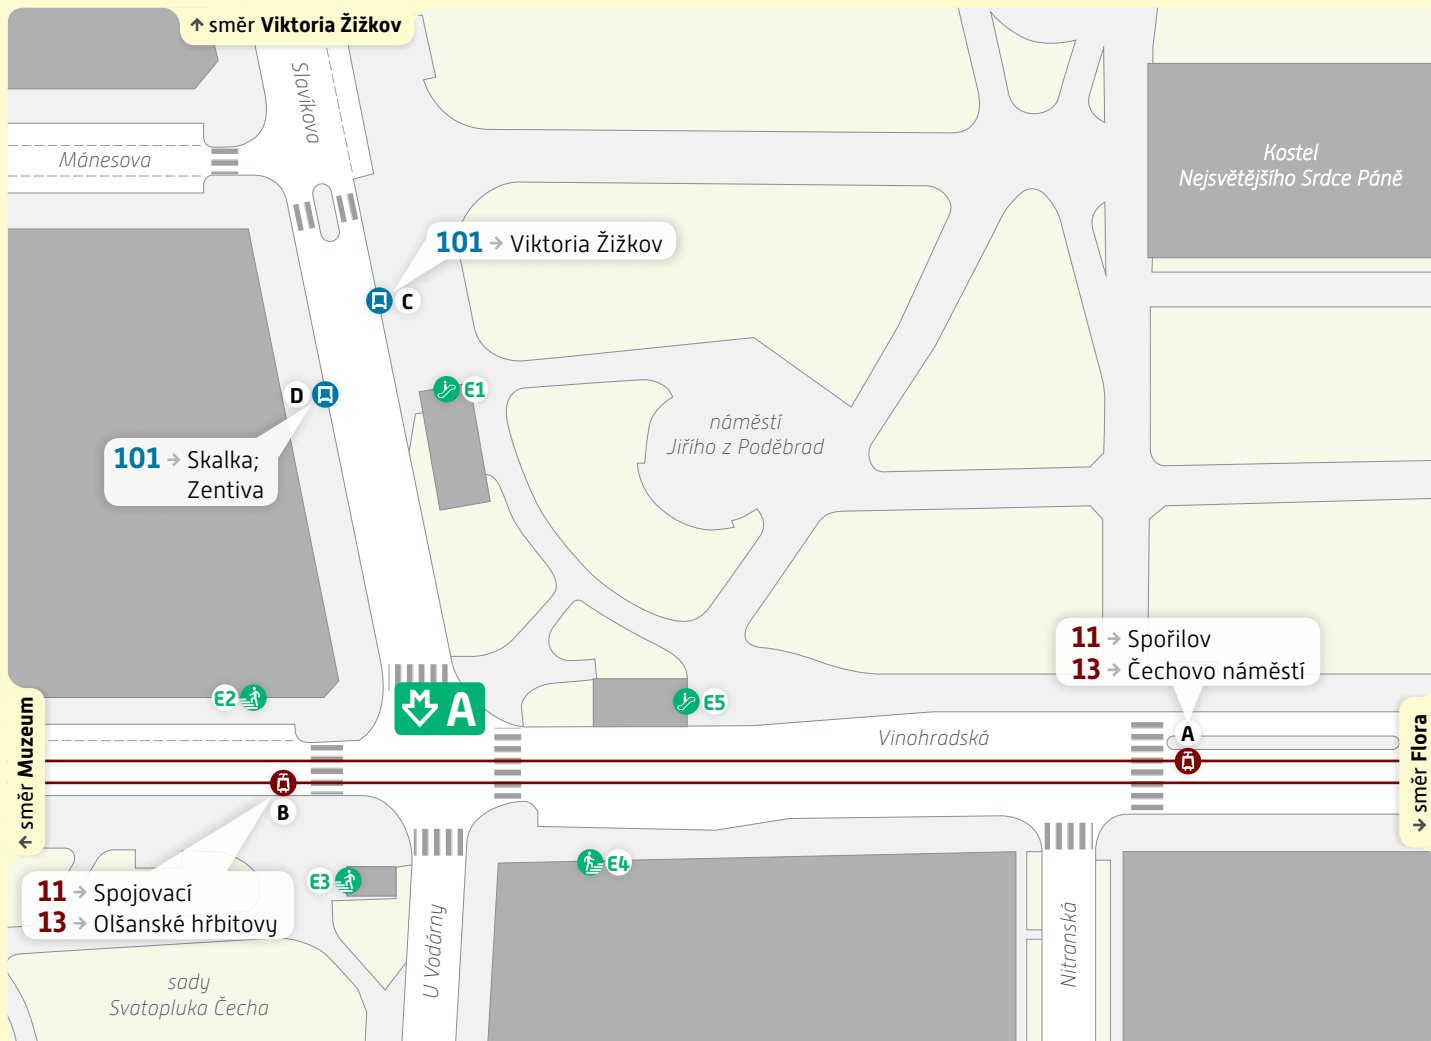 ↑ směr Viktoria Žižkov
Slavíkova
Mánesova
Kostel
Nejsvětějšího Srdce Páně
101 → Viktoria Žižkov
C
D
E1
náměstí
Jiřího z Poděbrad
101 → Skalka;
Zentiva
11 → Spořilov
13 → Čechovo náměstí
E2
M A
E5
A
Vinohradská
← směr Muzeum
→ směr Flora
B
E3
E4
11 → Spojovací
13 → Olšanské hřbitovy
U Vodárny
Nitranská
sady
Svatopluka Čecha